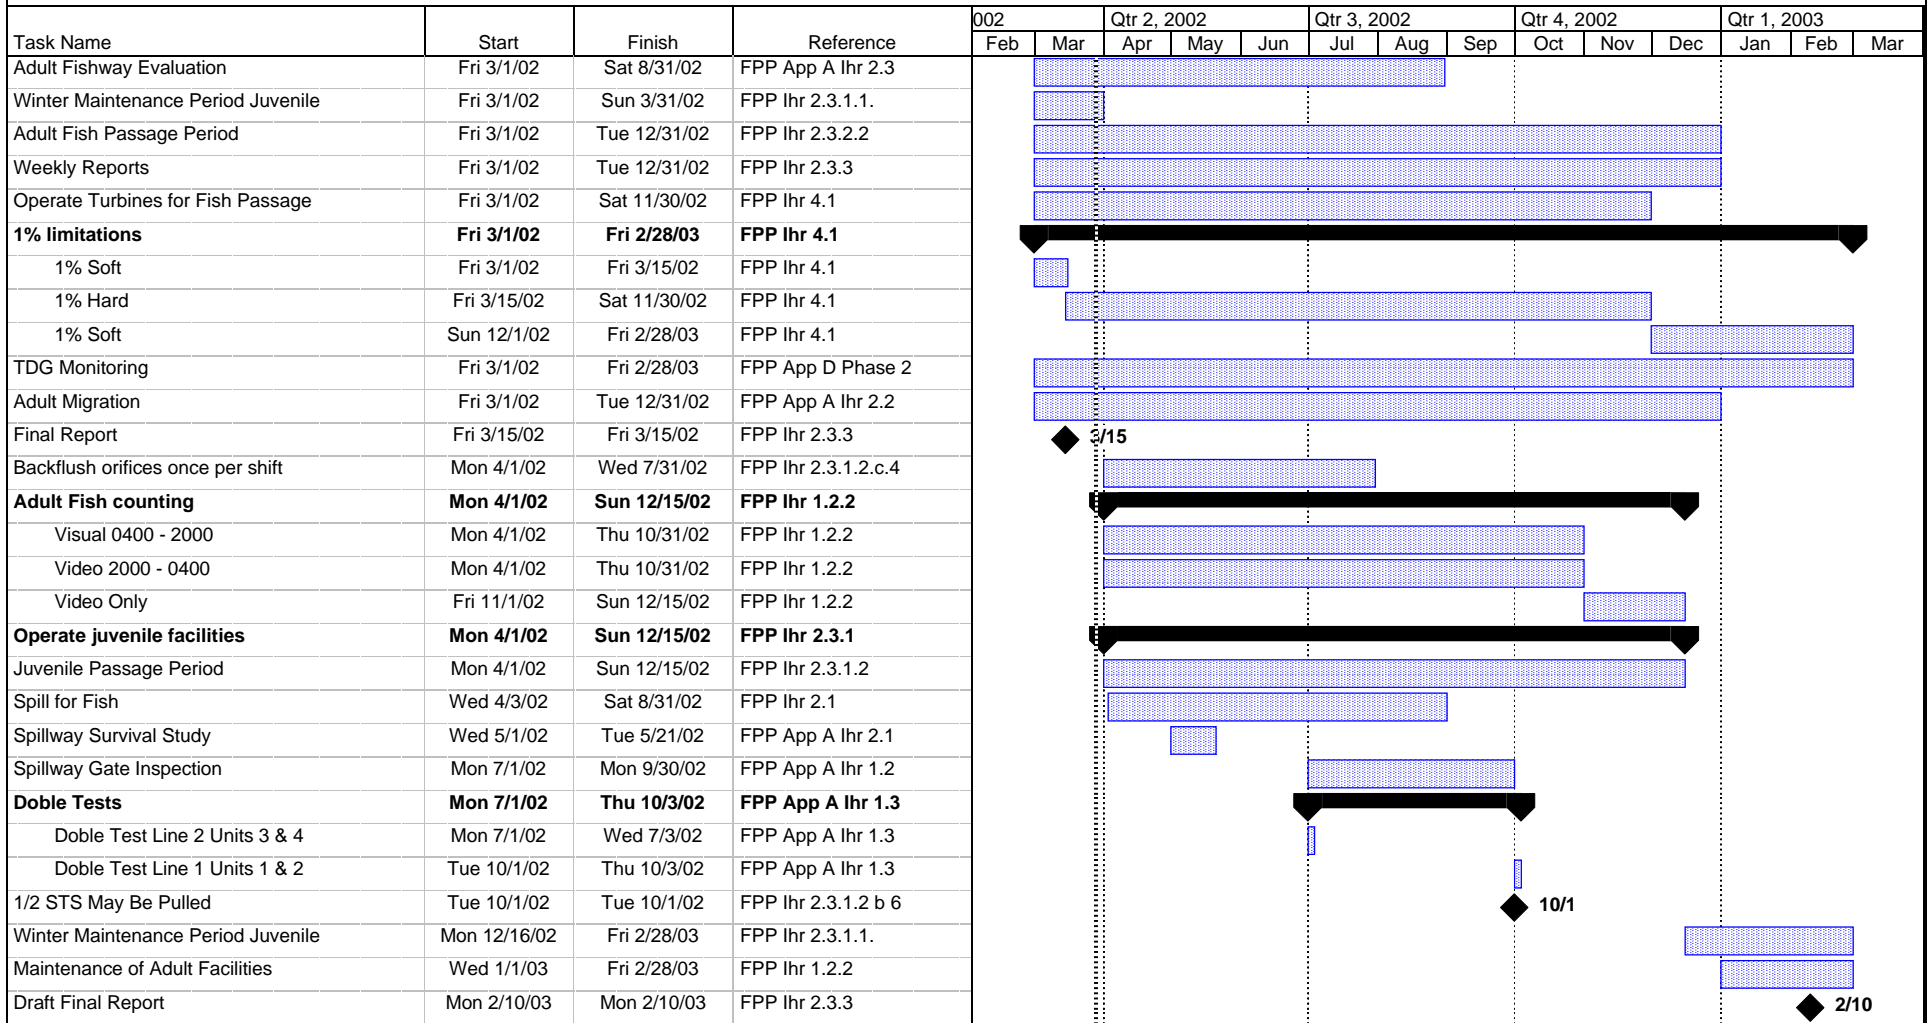 002 Qtr 2, 2002 Qtr 3, 2002 Qtr 4, 2002 Qtr 1, 2003
Task Name Start Finish Reference Feb Mar Apr May Jun Jul Aug Sep Oct Nov Dec Jan Feb Mar
Adult Fishway Evaluation Fri 3/1/02 Sat 8/31/02 FPP App A Ihr 2.3
Winter Maintenance Period Juvenile Fri 3/1/02 Sun 3/31/02 FPP Ihr 2.3.1.1.
Adult Fish Passage Period Fri 3/1/02 Tue 12/31/02 FPP Ihr 2.3.2.2
Weekly Reports Fri 3/1/02 Tue 12/31/02 FPP Ihr 2.3.3
Operate Turbines for Fish Passage Fri 3/1/02 Sat 11/30/02 FPP Ihr 4.1
1% limitations Fri 3/1/02 Fri 2/28/03 FPP Ihr 4.1
1% Soft Fri 3/1/02 Fri 3/15/02 FPP Ihr 4.1
1% Hard Fri 3/15/02 Sat 11/30/02 FPP Ihr 4.1
1% Soft Sun 12/1/02 Fri 2/28/03 FPP Ihr 4.1
TDG Monitoring Fri 3/1/02 Fri 2/28/03 FPP App D Phase 2
Adult Migration Fri 3/1/02 Tue 12/31/02 FPP App A Ihr 2.2
Final Report Fri 3/15/02 Fri 3/15/02 FPP Ihr 2.3.3 3/15
Backflush orifices once per shift Mon 4/1/02 Wed 7/31/02 FPP Ihr 2.3.1.2.c.4
Adult Fish counting Mon 4/1/02 Sun 12/15/02 FPP Ihr 1.2.2
Visual 0400 - 2000 Mon 4/1/02 Thu 10/31/02 FPP Ihr 1.2.2
Video 2000 - 0400 Mon 4/1/02 Thu 10/31/02 FPP Ihr 1.2.2
Video Only Fri 11/1/02 Sun 12/15/02 FPP Ihr 1.2.2
Operate juvenile facilities Mon 4/1/02 Sun 12/15/02 FPP Ihr 2.3.1
Juvenile Passage Period Mon 4/1/02 Sun 12/15/02 FPP Ihr 2.3.1.2
Spill for Fish Wed 4/3/02 Sat 8/31/02 FPP Ihr 2.1
Spillway Survival Study Wed 5/1/02 Tue 5/21/02 FPP App A Ihr 2.1
Spillway Gate Inspection Mon 7/1/02 Mon 9/30/02 FPP App A Ihr 1.2
Doble Tests Mon 7/1/02 Thu 10/3/02 FPP App A Ihr 1.3
Doble Test Line 2 Units 3 & 4 Mon 7/1/02 Wed 7/3/02 FPP App A Ihr 1.3
Doble Test Line 1 Units 1 & 2 Tue 10/1/02 Thu 10/3/02 FPP App A Ihr 1.3
1/2 STS May Be Pulled Tue 10/1/02 Tue 10/1/02 FPP Ihr 2.3.1.2 b 6 10/1
Winter Maintenance Period Juvenile Mon 12/16/02 Fri 2/28/03 FPP Ihr 2.3.1.1.
Maintenance of Adult Facilities Wed 1/1/03 Fri 2/28/03 FPP Ihr 1.2.2
Draft Final Report Mon 2/10/03 Mon 2/10/03 FPP Ihr 2.3.3 2/10